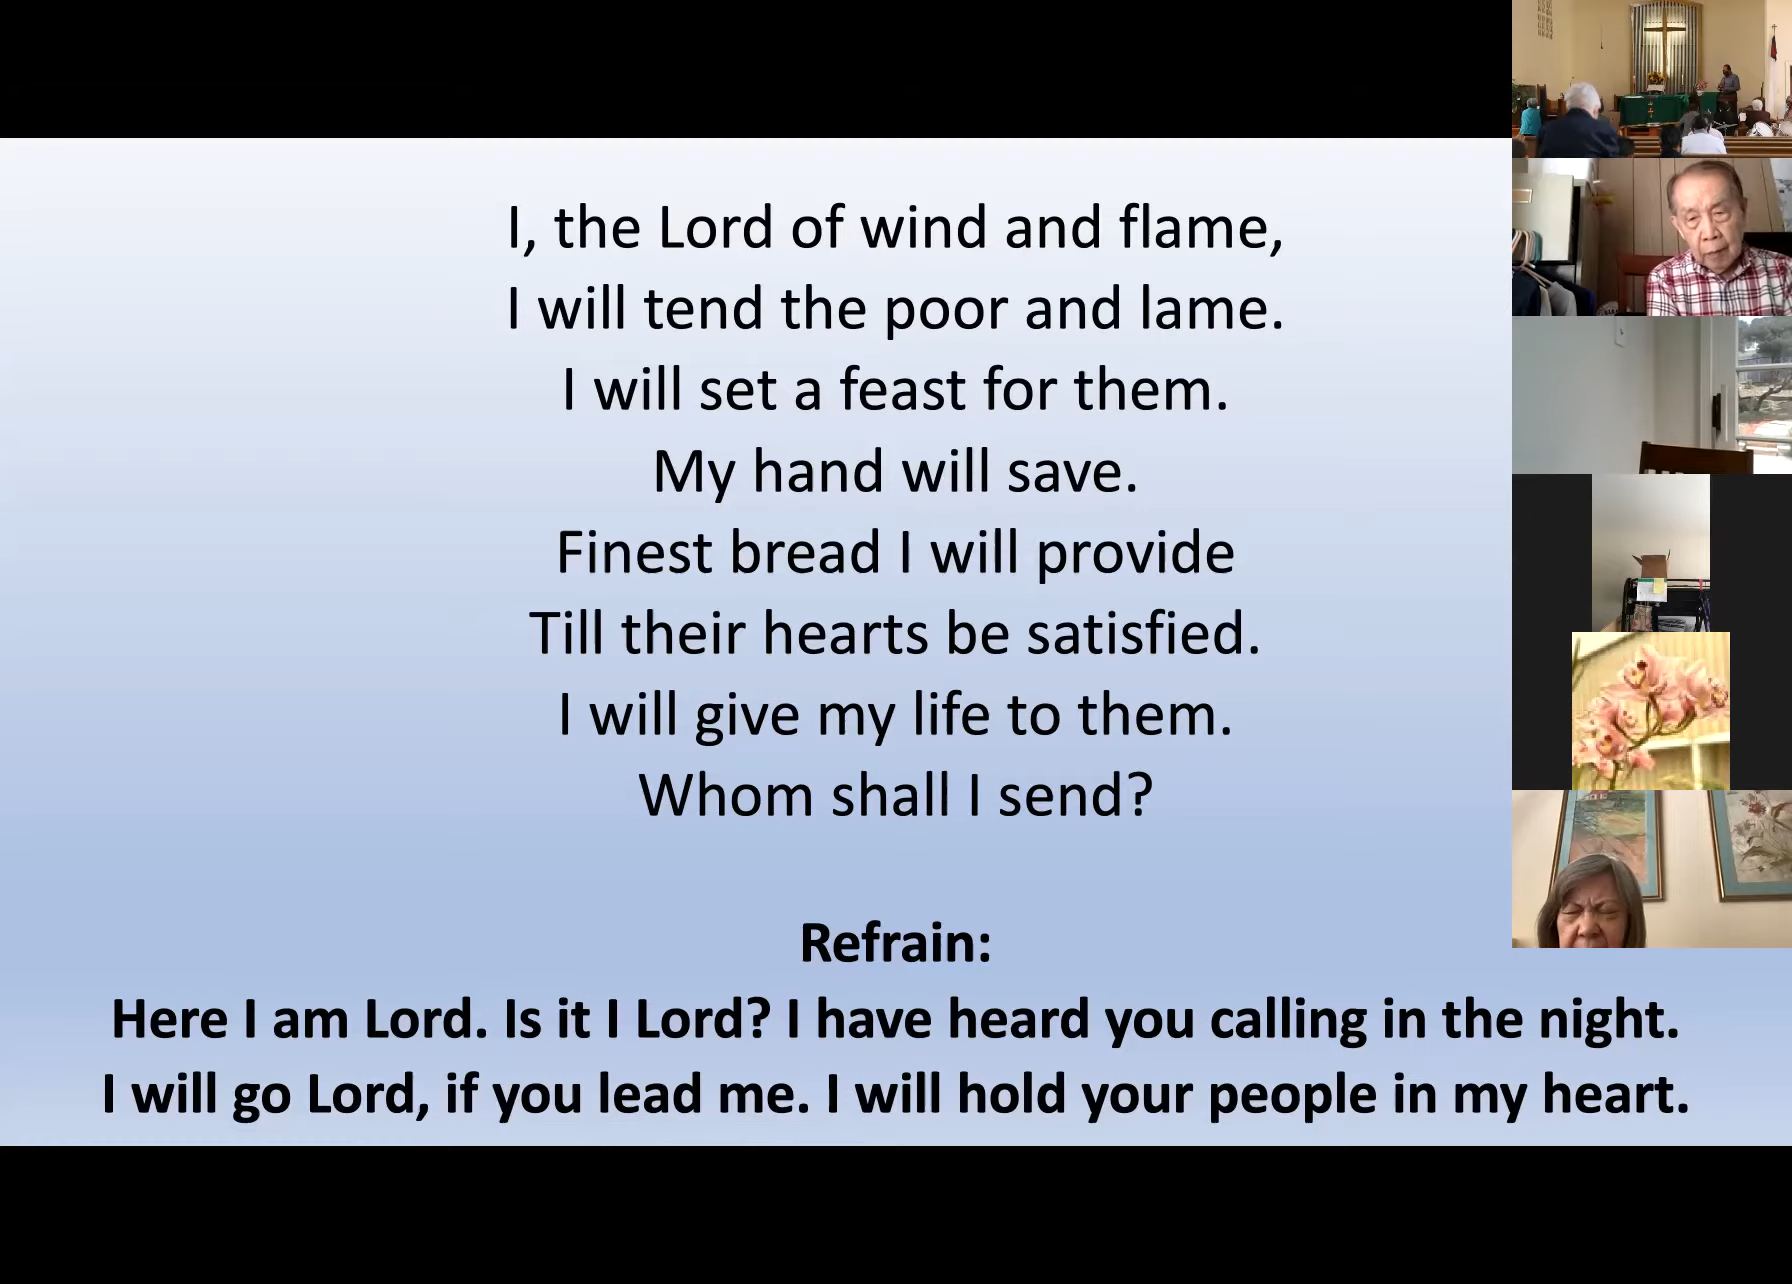 I, the Lord of wind and flame,
I will tend the poor and lame.
I will set a feast for them.
My hand will save.
Finest bread I will provide
Till their hearts be satisfied.
I will give my life to them.
Whom shall I send?
Refrain:
Here I am Lord. Is it I Lord? I have heard you calling in the night.
I will go Lord, if you lead me. I will hold your people in my heart.